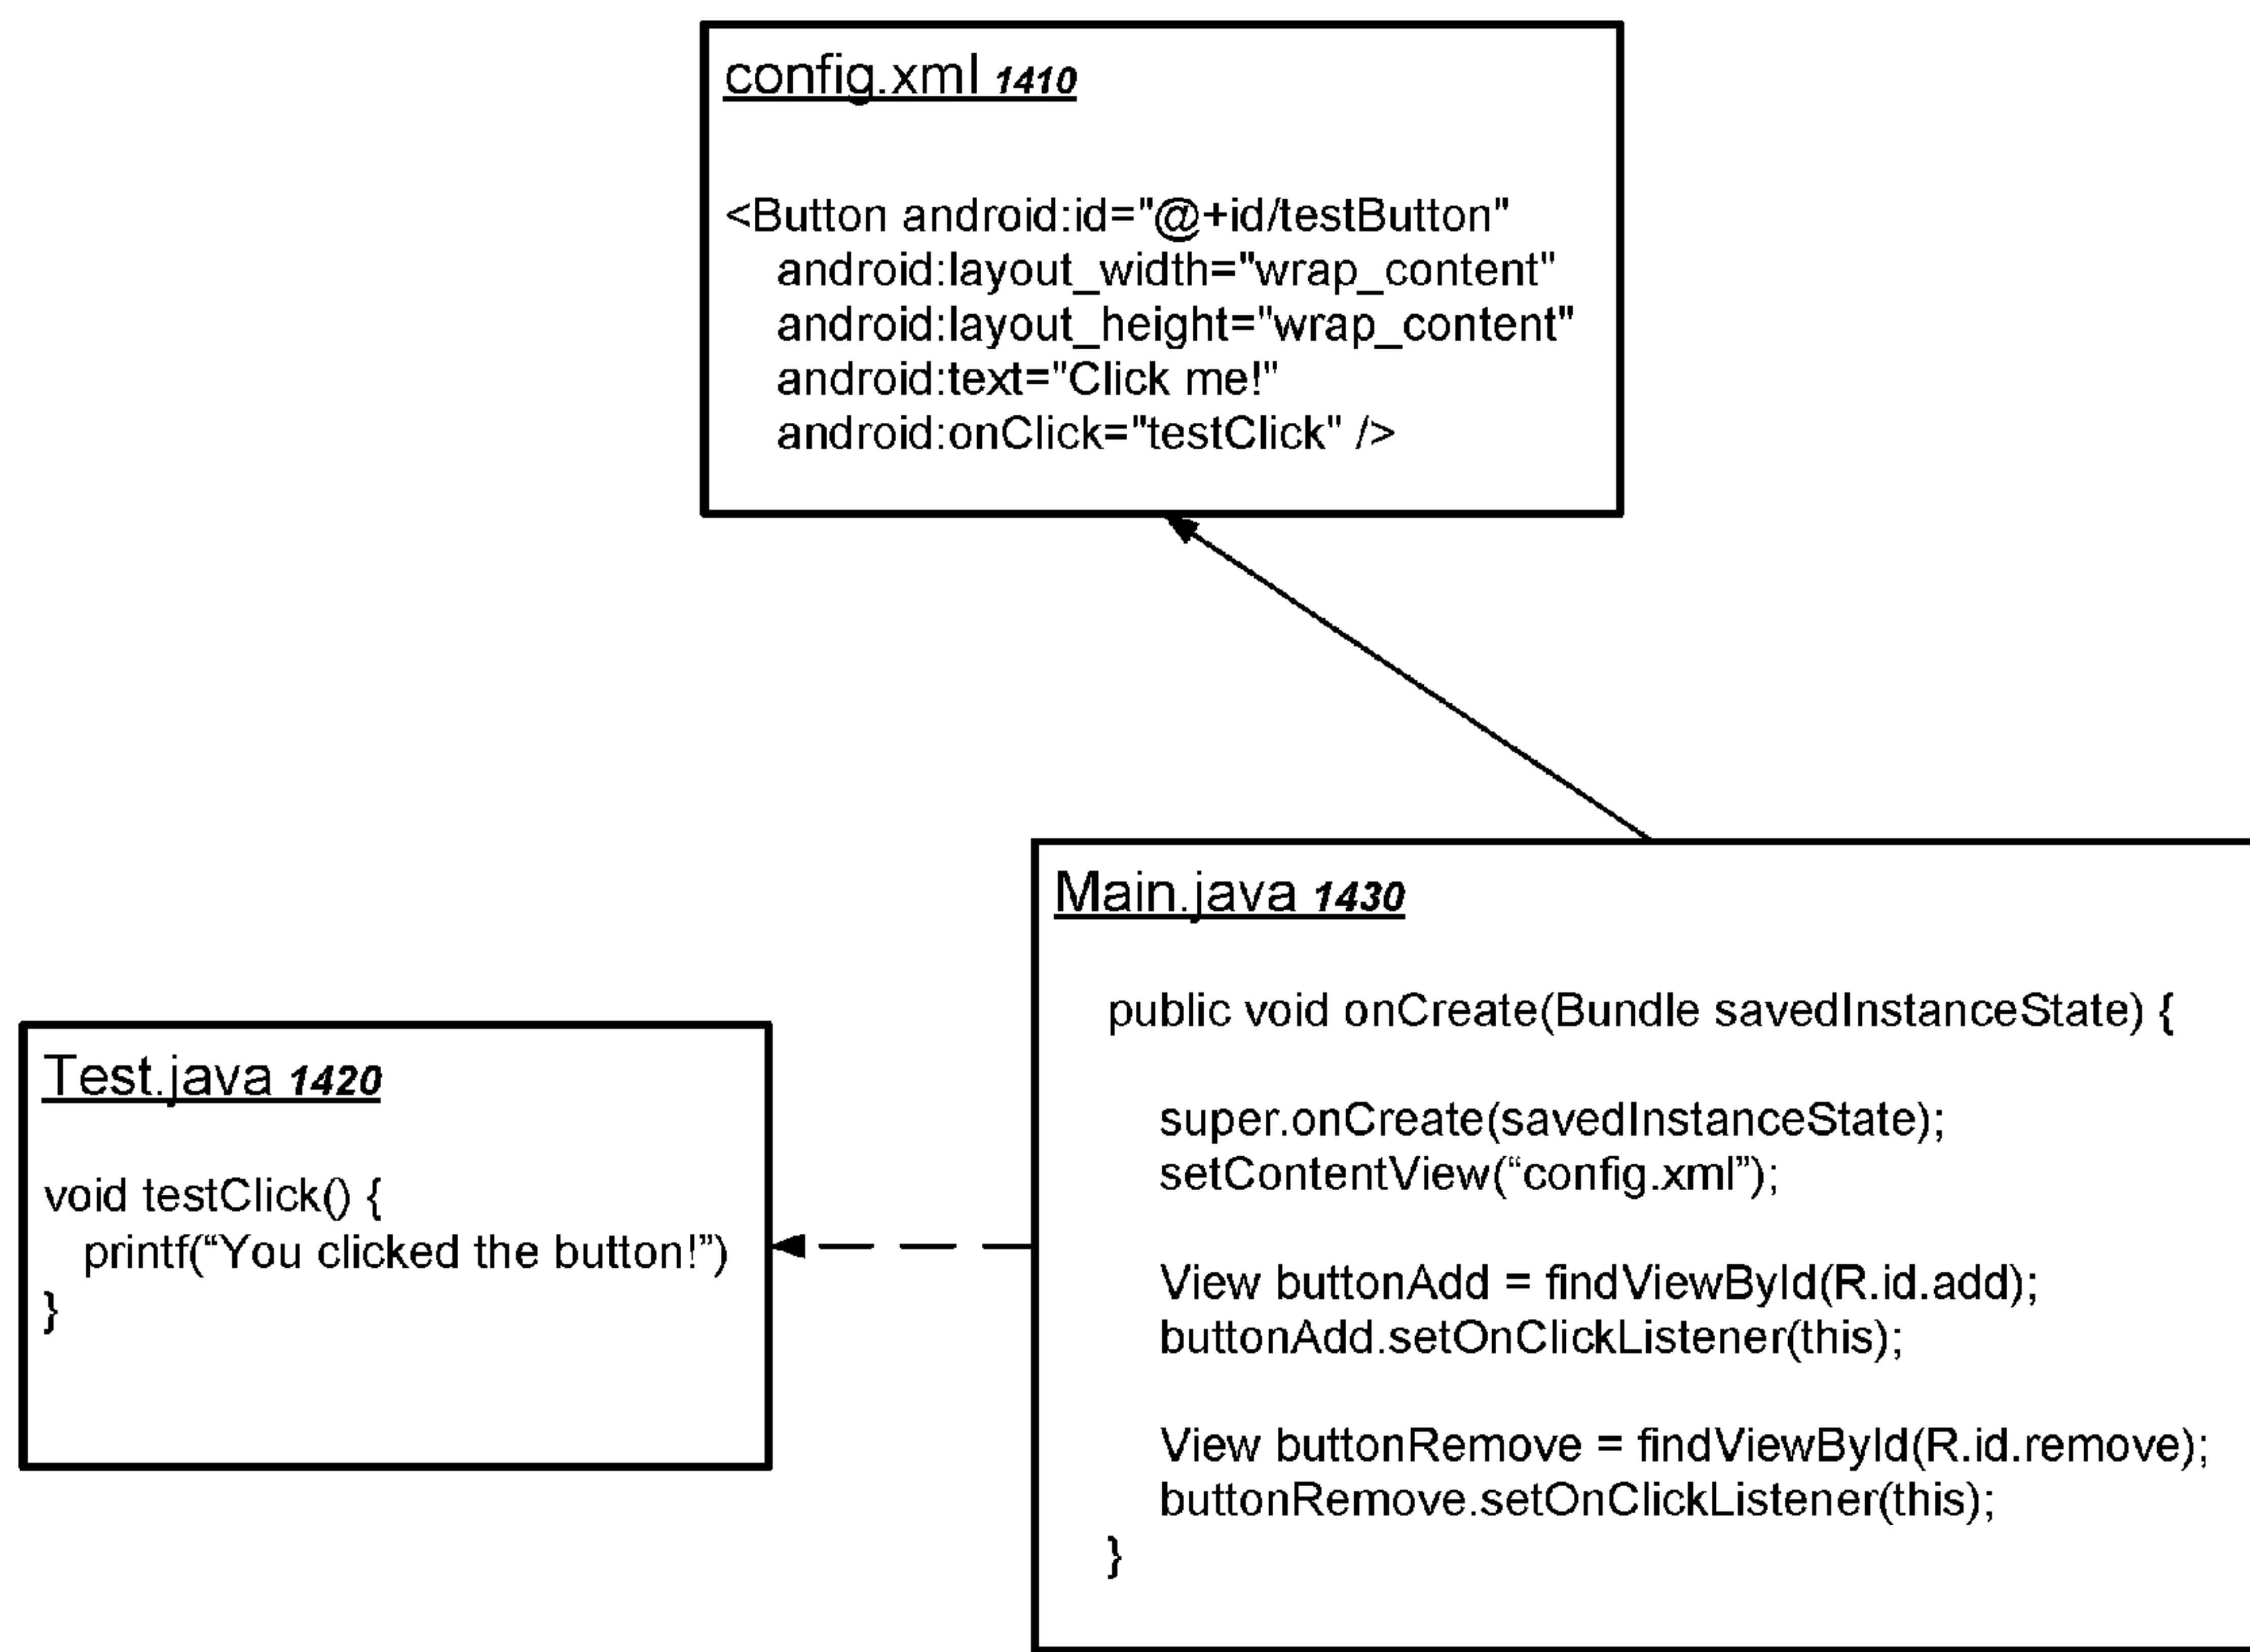 config.xml 1410
<Button android:id="@+id/testButton"
android:layout_width="wrap_content"
android:layout_height="wrap_content"
android:text="Click me!"
android:onClick="testClick" />
Test.java 1420
void testClick() {
printf(“You clicked the button!”)
}
Main.java 1430
public void onCreate(Bundle savedInstanceState) {
super.onCreate(savedInstanceState);
setContentView(“config.xml”);
View buttonAdd = findViewById(R.id.add);
buttonAdd.setOnClickListener(this);
View buttonRemove = findViewById(R.id.remove);
buttonRemove.setOnClickListener(this);
}